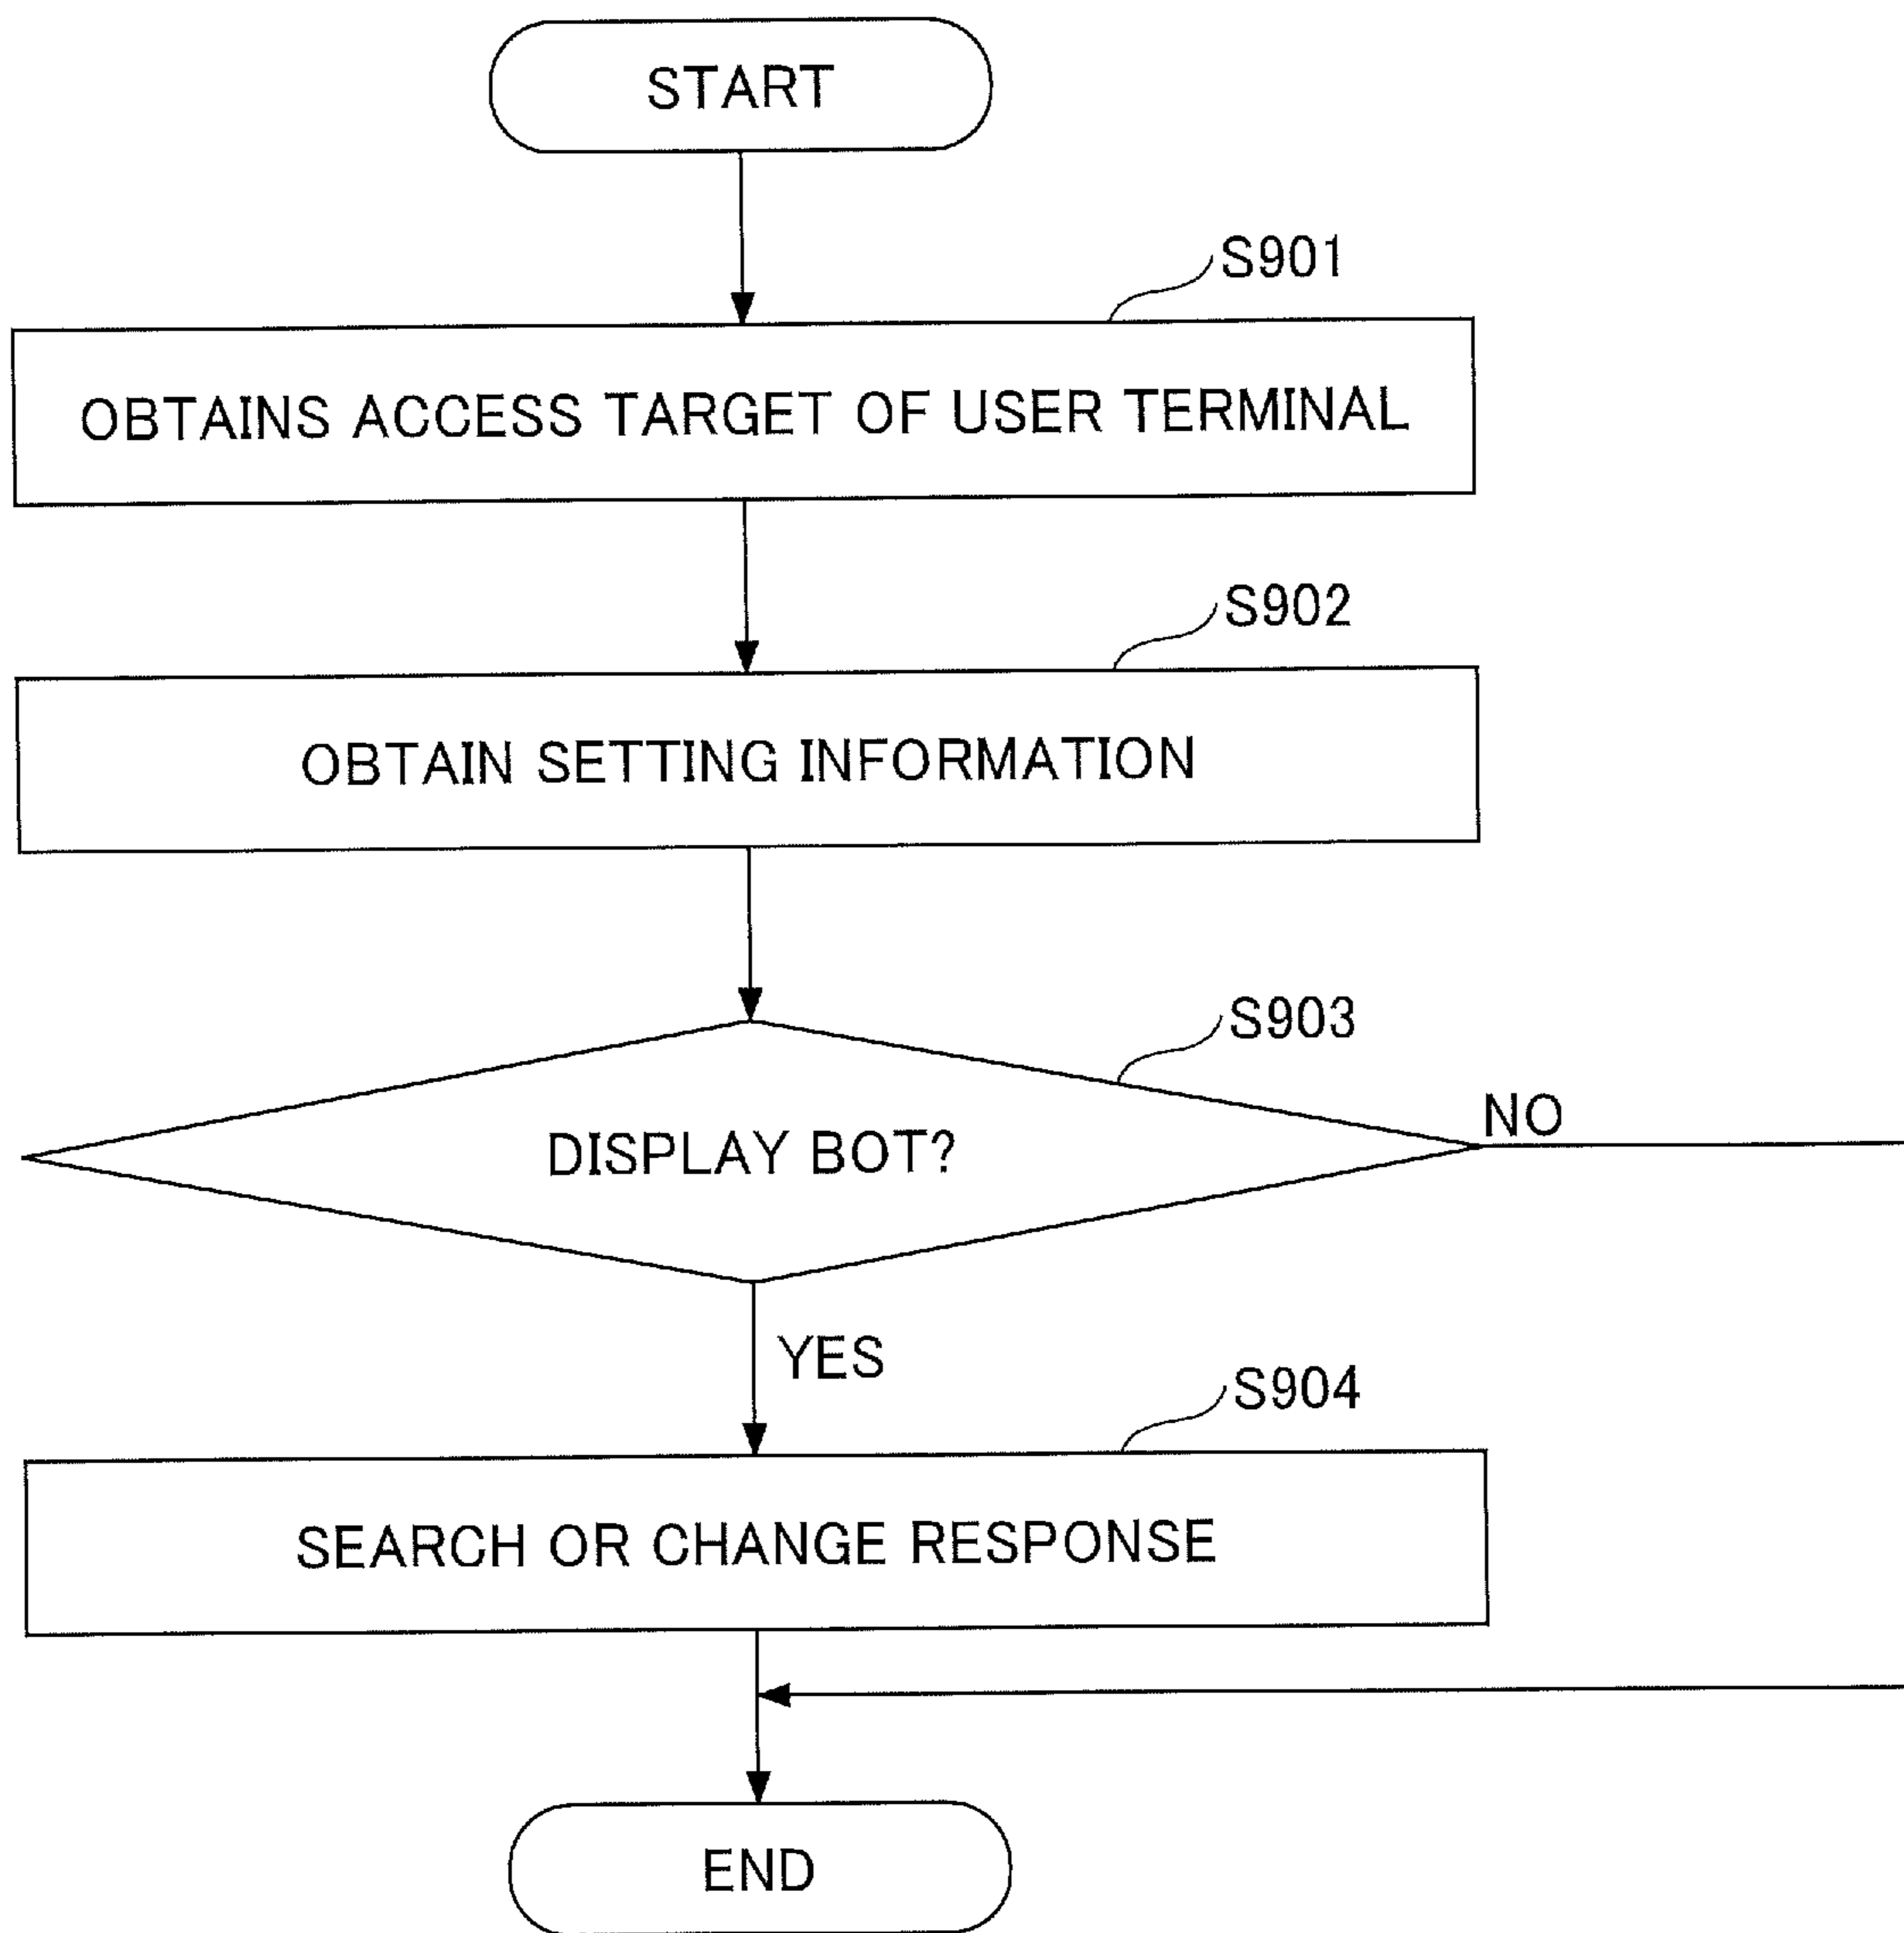 START
S901
OBTAINS ACCESS TARGET OF USER TERMINAL
S902
OBTAIN SETTING INFORMATION
S903
DISPLAY BOT?
NO
YES
S904
SEARCH OR CHANGE RESPONSE
END